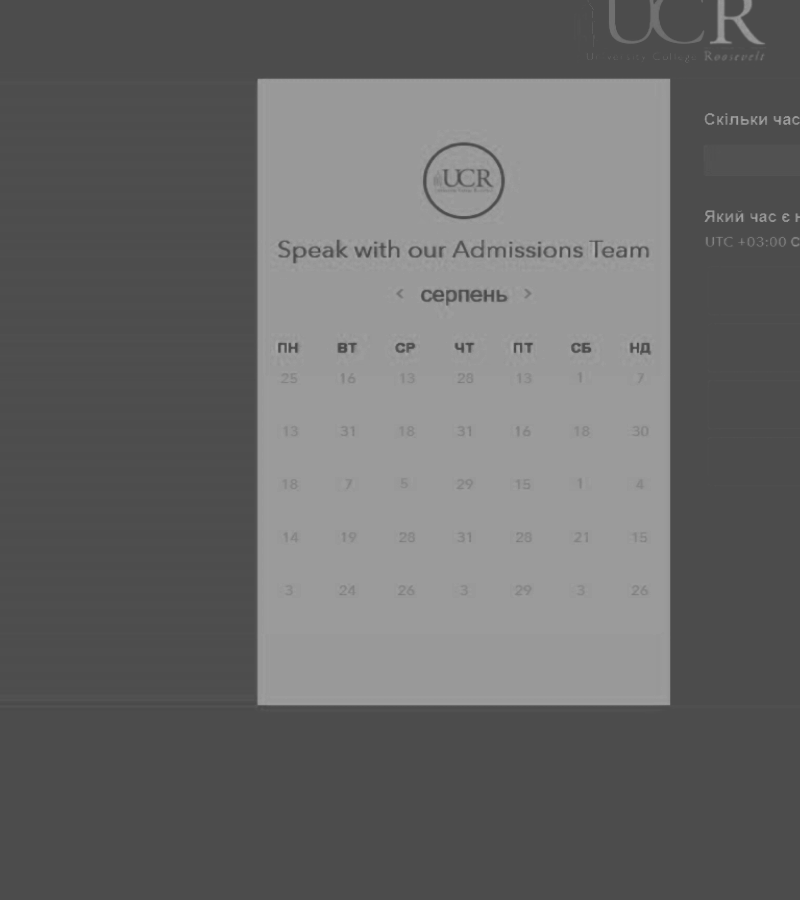 UCR
University College Roosevelt
Скільки час
UCR
Який час є н
UTC +03:00 С
Speak with our Admissions Team
< серпень >
ПН ВТ СР ЧТ ПТ СБ НД
25 16 13 28 13 1 7
13 31 18 31 16 18 30
18 7 5 29 15 1 4
14 19 28 31 28 21 15
3 24 26 3 29 3 26